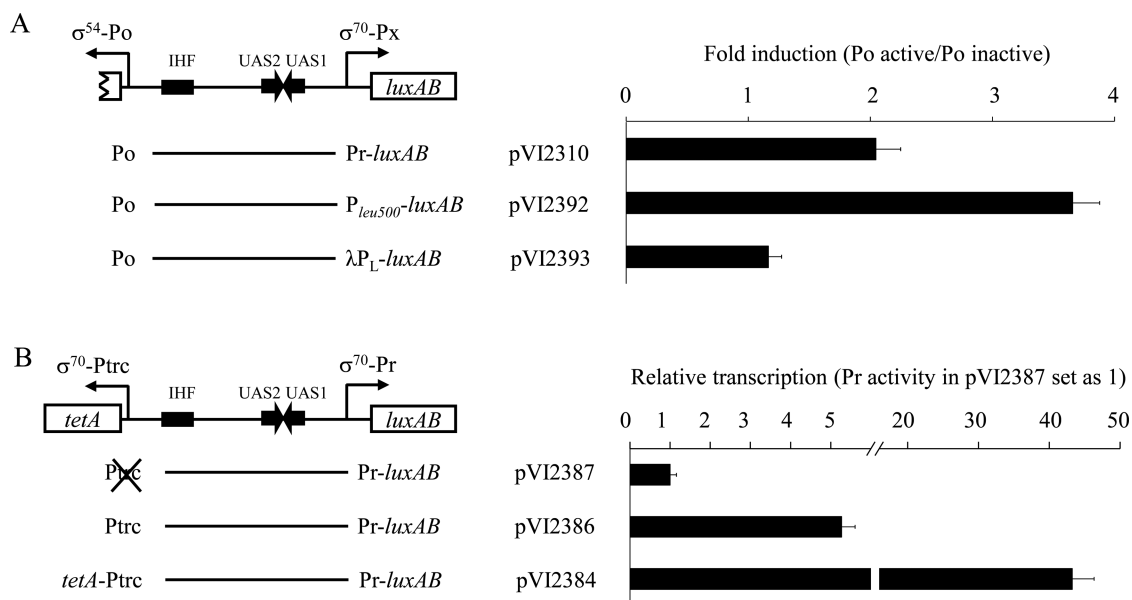 A
σ54-Po
σ70-Px
IHF
UAS2
UAS1
luxAB
Fold induction (Po active/Po inactive)
0 1 2 3 4
Po Pr-luxAB pVI2310
Po Pleu500-luxAB pVI2392
Po λPL-luxAB pVI2393
B
σ70-Ptrc
σ70-Pr
IHF
UAS2
UAS1
tetA
luxAB
Relative transcription (Pr activity in pVI2387 set as 1)
0 1 2 3 4 5 20 30 40 50
Ptrc Pr-luxAB pVI2387
Ptrc Pr-luxAB pVI2386
tetA-Ptrc Pr-luxAB pVI2384